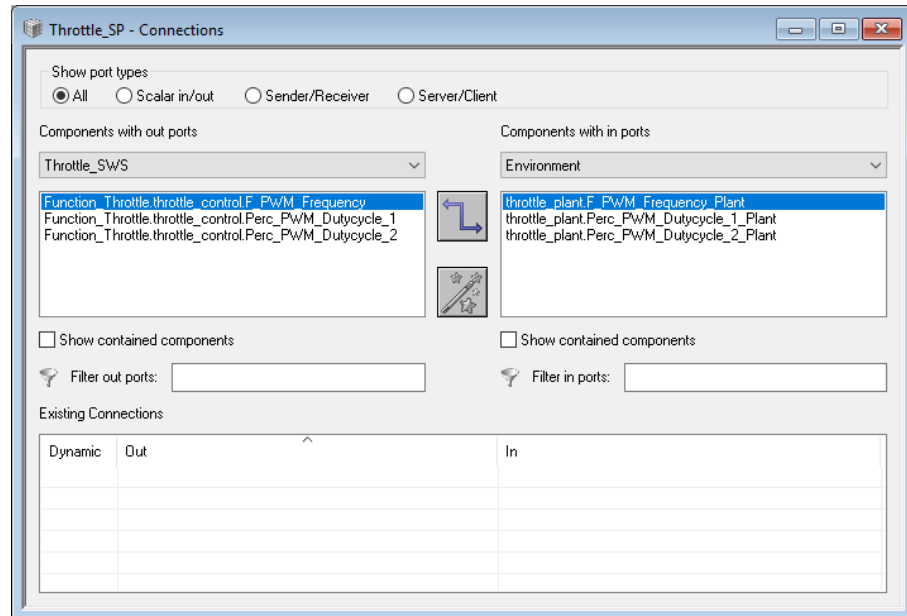 Throttle_SP - Connections
Show port types
All Scalar in/out Sender/Receiver Server/Client
Components with out ports Components with in ports
Throttle_SWS Environment
Function_Throttle.throttle_control.F_PWM_Frequency throttle_plant.F_PWM_Frequency_Plant
Function_Throttle.throttle_control.Perc_PWM_Dutycycle_1 throttle_plant.Perc_PWM_Dutycycle_1_Plant
Function_Throttle.throttle_control.Perc_PWM_Dutycycle_2 throttle_plant.Perc_PWM_Dutycycle_2_Plant
Show contained components Show contained components
Filter out ports: Filter in ports:
Existing Connections
Dynamic Out In